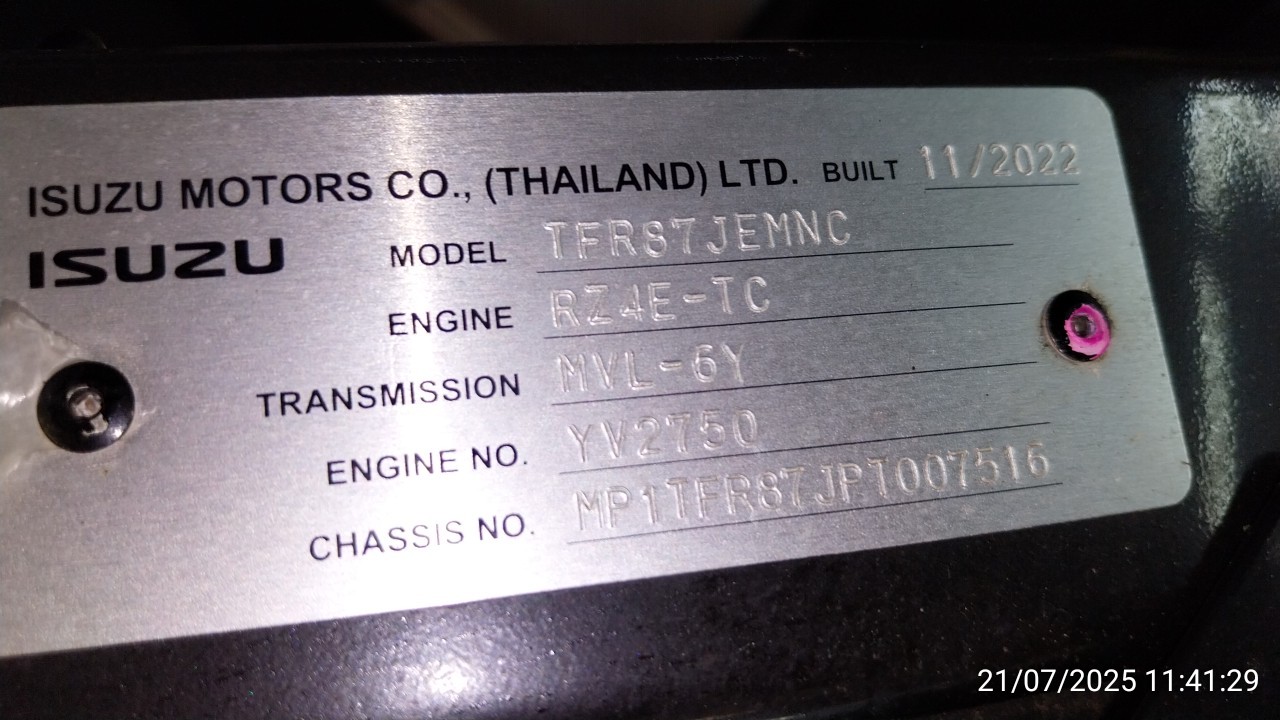 ISUZU MOTORS CO., (THAILAND) LTD. BUILT 11/2022
ISUZU
MODEL TFR87JEMNC
ENGINE RZ4E-TC
TRANSMISSION MVL-6Y
ENGINE NO. YV2750
CHASSIS NO. MP1TFR87JPT007516
21/07/2025 11:41:29